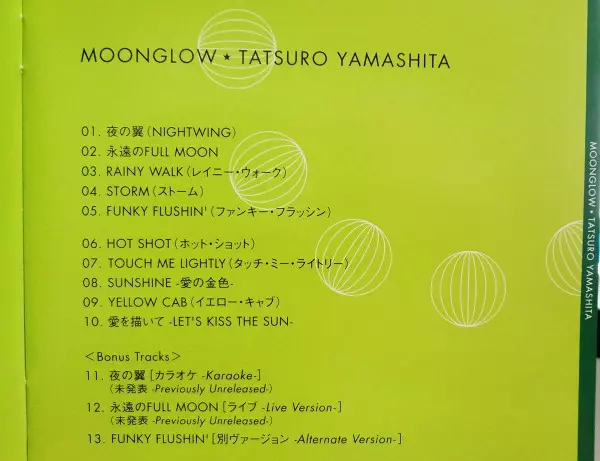 MOONGLOW ★ TATSURO YAMASHITA
01. 夜の翼(NIGHTWING)
02. 永遠のFULL MOON
03. RAINY WALK(レイニー・ウォーク)
04. STORM(ストーム)
05. FUNKY FLUSHIN'(ファンキー・フラッシン)
06. HOT SHOT(ホット・ショット)
07. TOUCH ME LIGHTLY(タッチ・ミー・ライトリー)
08. SUNSHINE -愛の金色-
09. YELLOW CAB(イエロー・キャブ)
10. 愛を描いて -LET'S KISS THE SUN-
<Bonus Tracks>
11. 夜の翼[カラオケ -Karaoke-]
(未発表 -Previously Unreleased-)
12. 永遠のFULL MOON[ライブ -Live Version-]
(未発表 -Previously Unreleased-)
13. FUNKY FLUSHIN'[別ヴァージョン -Alternate Version-]
MOONGLOW ★ TATSURO YAMASHITA